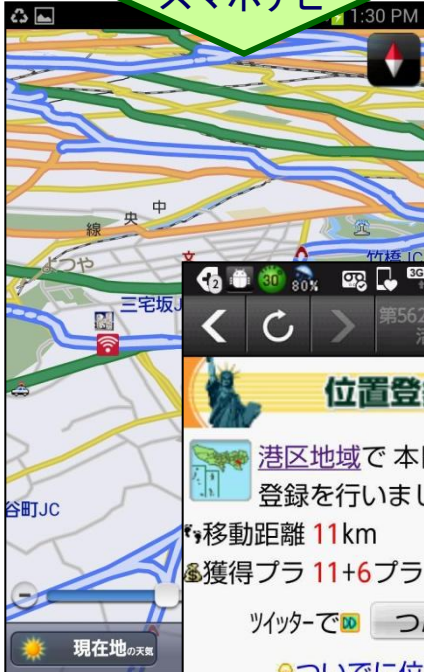 スマホナビ
1:30 PM
中
央
線
よつや
竹橋JC
三宅坂J
谷町JC
現在地の天気
30 80% 3G
第562
位置登
港区地域で 本
登録を行いまし
移動距離 11km
獲得プラ 11+6プラ
ツイッターで つ
ついでに位